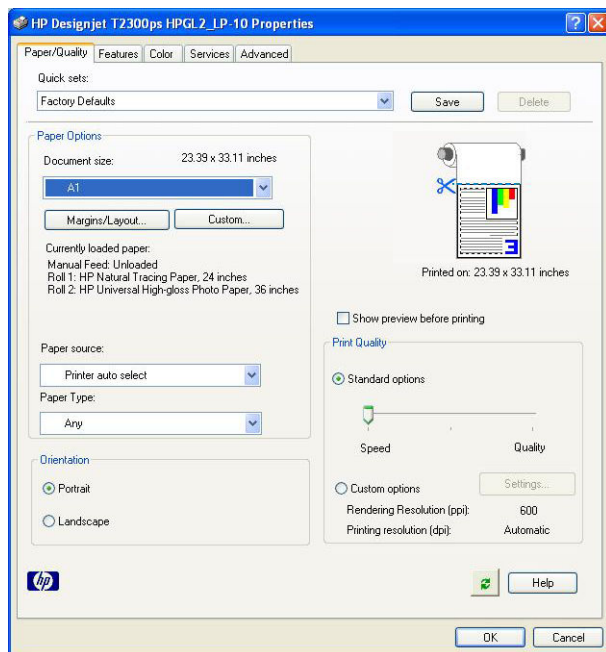 HP Designjet T2300ps HPGL2_LP-10 Properties
Paper/Quality Features Color Services Advanced
Quick sets:
Factory Defaults
Save
Delete
Paper Options
Document size:
23.39 x 33.11 inches
A1
Margins/Layout...
Custom...
Currently loaded paper:
Manual Feed: Unloaded
Roll 1: HP Natural Tracing Paper, 24 inches
Roll 2: HP Universal High-gloss Photo Paper, 36 inches
Paper source:
Printer auto select
Paper Type:
Any
Orientation
Portrait
Landscape
3
Printed on: 23.39 x 33.11 inches
Show preview before printing
Print Quality
Standard options
Speed
Quality
Custom options
Settings...
Rendering Resolution (ppi): 600
Printing resolution (dpi): Automatic
hp
Help
OK
Cancel